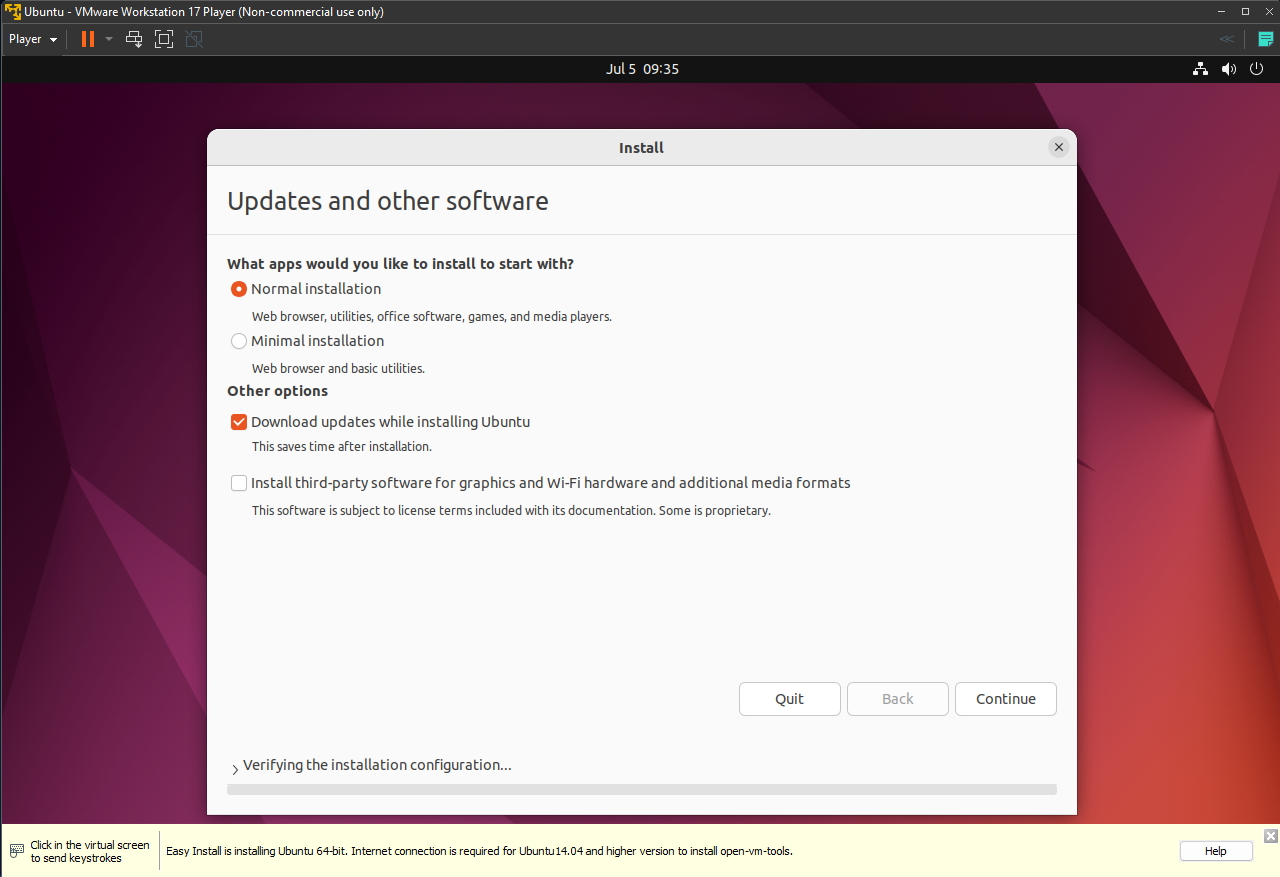 Ubuntu - VMware Workstation 17 Player (Non-commercial use only)
Player
Jul 5 09:35
Install
Updates and other software
What apps would you like to install to start with?
Normal installation
Web browser, utilities, office software, games, and media players.
Minimal installation
Web browser and basic utilities.
Other options
Download updates while installing Ubuntu
This saves time after installation.
Install third-party software for graphics and Wi-Fi hardware and additional media formats
This software is subject to license terms included with its documentation. Some is proprietary.
Quit
Back
Continue
Verifying the installation configuration...
Click in the virtual screen
to send keystrokes
Easy Install is installing Ubuntu 64-bit. Internet connection is required for Ubuntu14.04 and higher version to install open-vm-tools.
Help